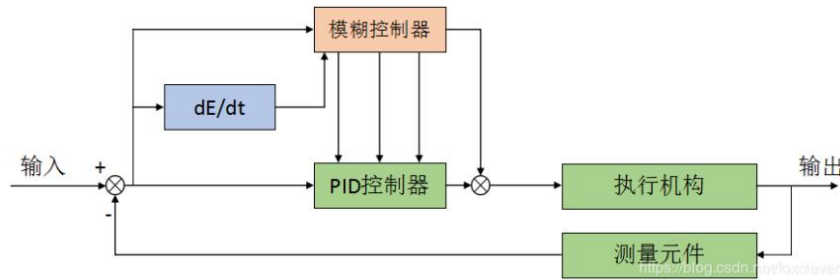 模糊控制器
dE/dt
输入
+
-
PID控制器
执行机构
输出
测量元件
https://blog.csdn.net/foxclever